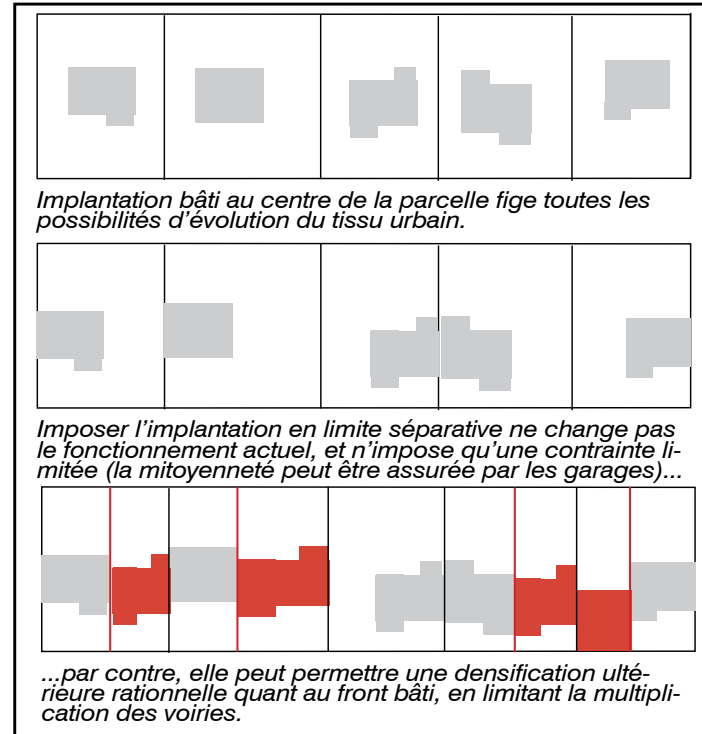 Implantation bâti au centre de la parcelle fige toutes les
possibilités d'évolution du tissu urbain.
Imposer l'implantation en limite séparative ne change pas
le fonctionnement actuel, et n'impose qu'une contrainte li-
mitée (la mitoyenneté peut être assurée par les garages)...
...par contre, elle peut permettre une densification ulté-
rieure rationnelle quant au front bâti, en limitant la multipli-
cation des voiries.